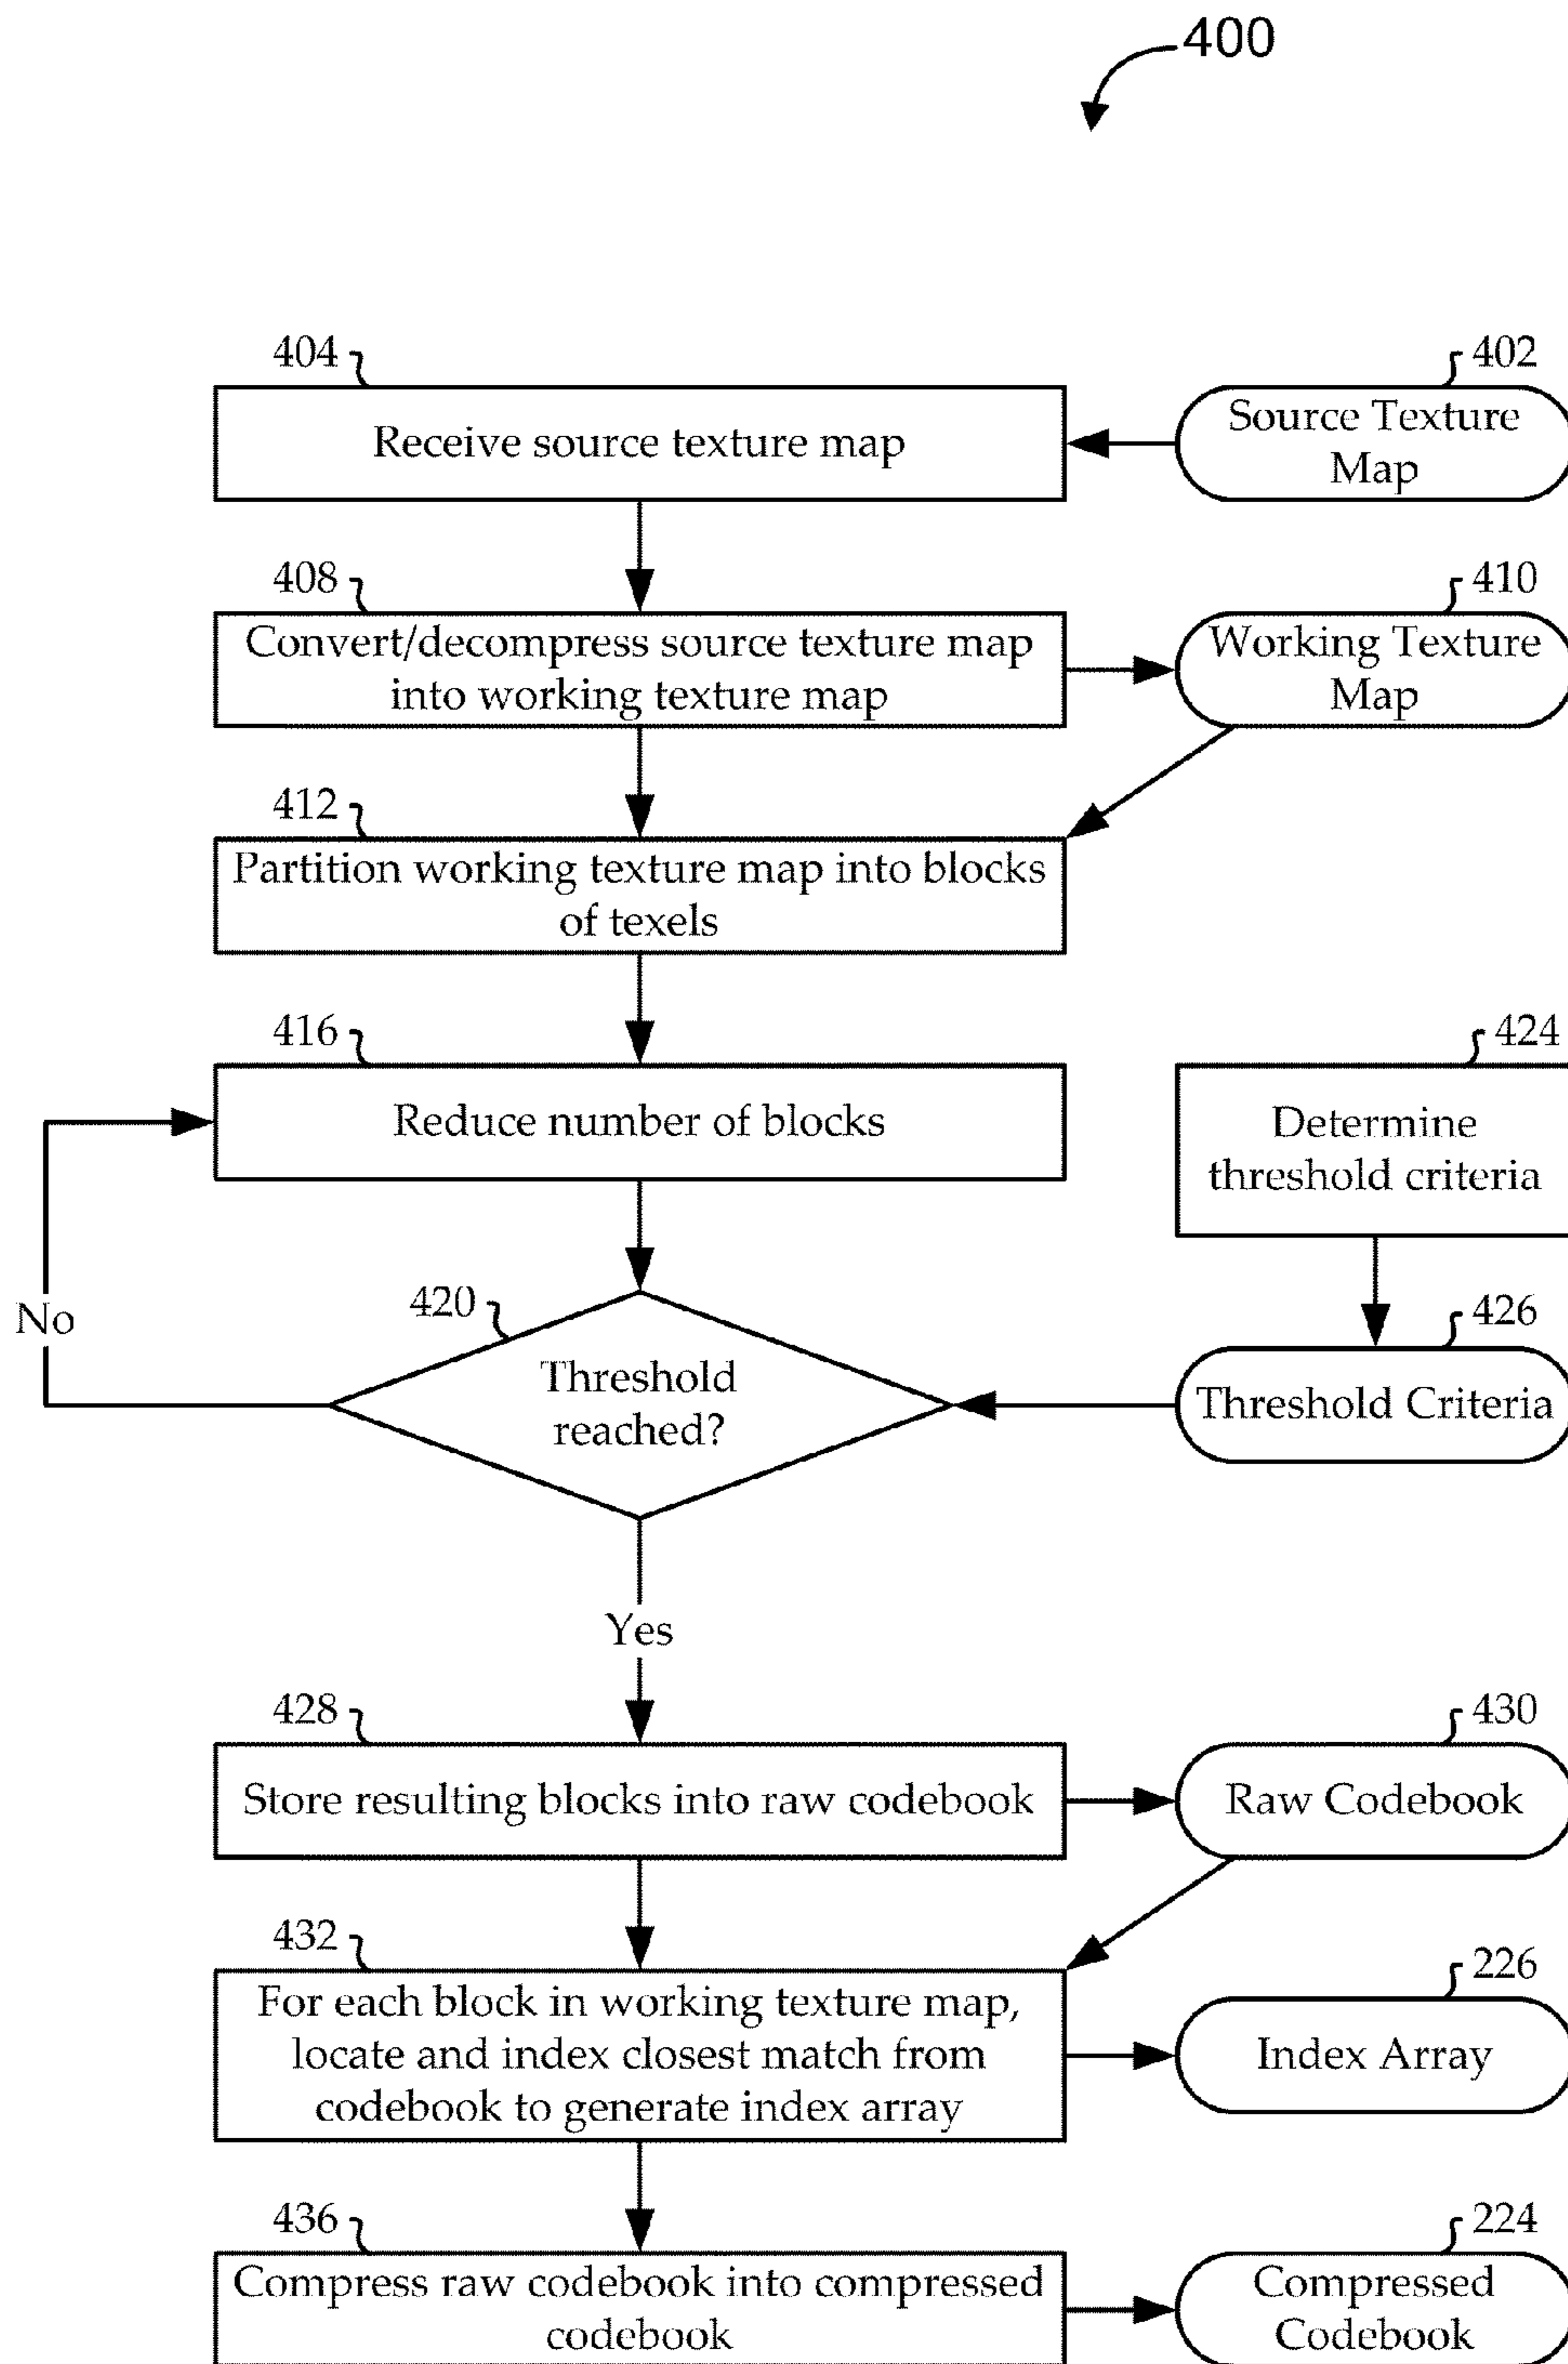 400
404
402
Receive source texture map
Source Texture
Map
408
410
Convert/decompress source texture map
into working texture map
Working Texture
Map
412
Partition working texture map into blocks
of texels
416
424
Reduce number of blocks
Determine
threshold criteria
No
420
426
Threshold
reached?
Threshold Criteria
Yes
428
430
Store resulting blocks into raw codebook
Raw Codebook
432
226
For each block in working texture map,
locate and index closest match from
codebook to generate index array
Index Array
436
224
Compress raw codebook into compressed
codebook
Compressed
Codebook